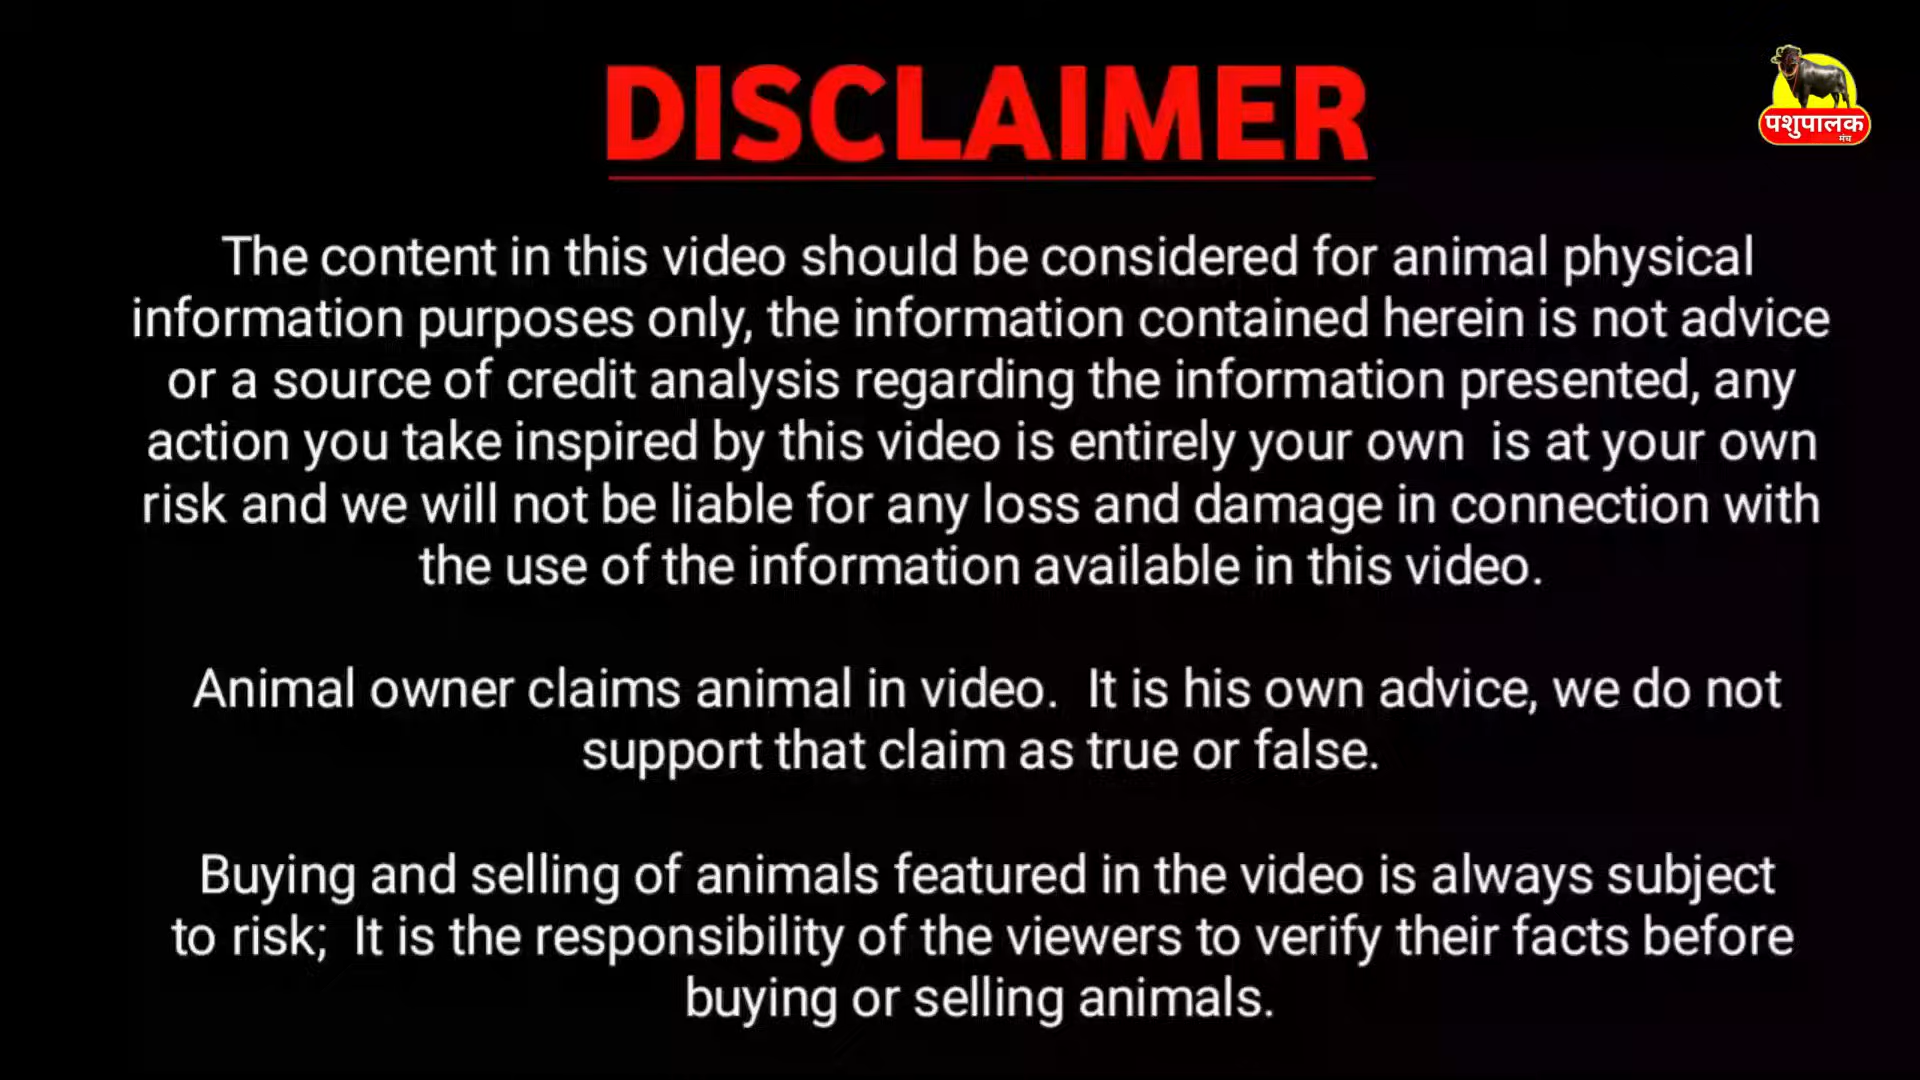 DISCLAIMER
पशुपालक
मंच
The content in this video should be considered for animal physical
information purposes only, the information contained herein is not advice
or a source of credit analysis regarding the information presented, any
action you take inspired by this video is entirely your own  is at your own
risk and we will not be liable for any loss and damage in connection with
the use of the information available in this video.
Animal owner claims animal in video.  It is his own advice, we do not
support that claim as true or false.
Buying and selling of animals featured in the video is always subject
to risk;  It is the responsibility of the viewers to verify their facts before
buying or selling animals.